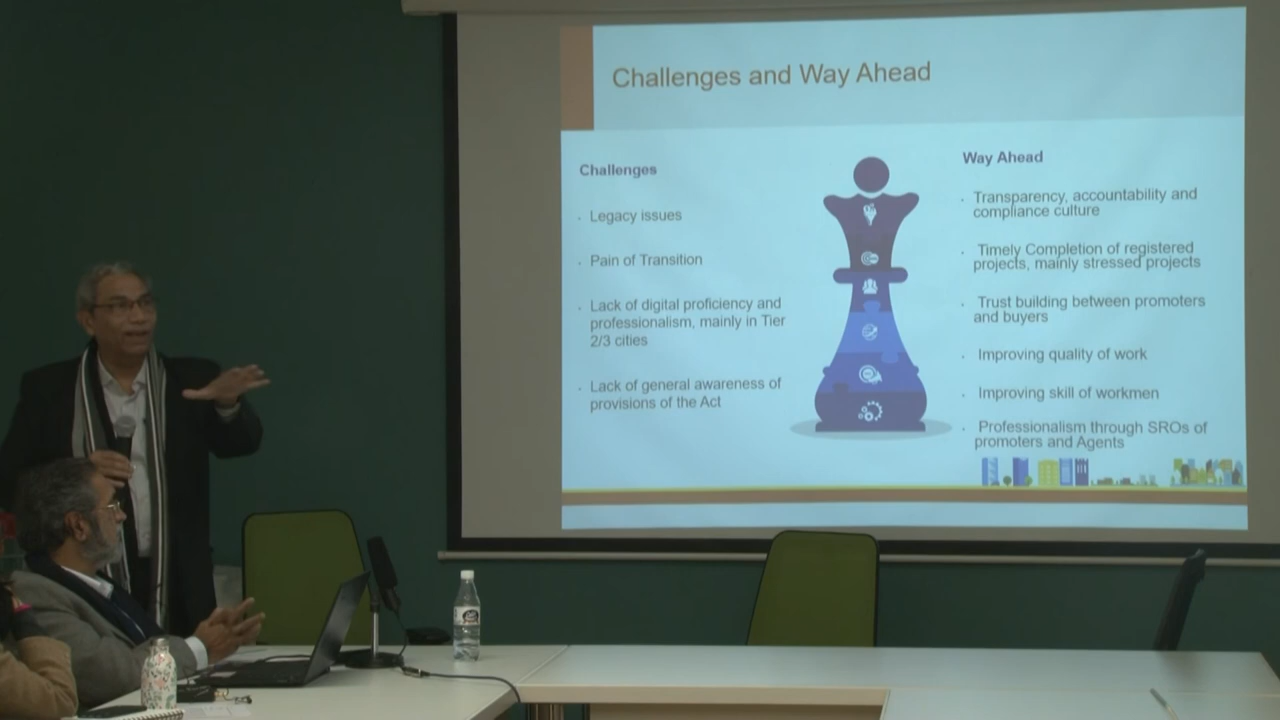 Challenges and Way Ahead
Challenges
Legacy issues
Pain of Transition
Lack of digital proficiency and
professionalism, mainly in Tier
2/3 cities
Lack of general awareness of
provisions of the Act
Way Ahead
Transparency, accountability and
compliance culture
Timely Completion of registered
projects, mainly stressed projects
Trust building between promoters
and buyers
Improving quality of work
Improving skill of workmen
Professionalism through SROs of
promoters and Agents